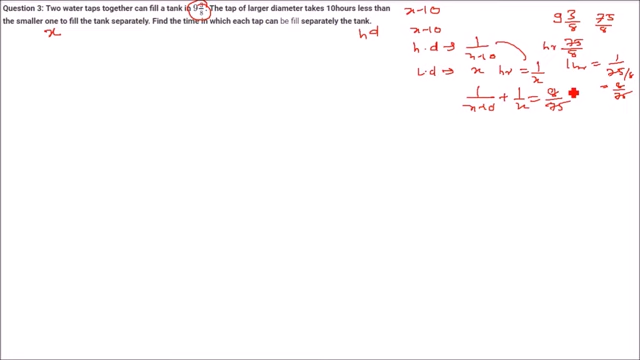 Question 3: Two water taps together can fill a tank in 9 3/8. The tap of larger diameter takes 10hours less than
the smaller one to fill the tank separately. Find the time in which each tap can be fill separately the tank.
x
x-10
x-10
9 3/8 75/8
h.d → 1/x-10
hr 75/8
L.d → x hr = 1/x
1 hr = 1/75/8
= 8/75
1/x-10 + 1/x = 8/75